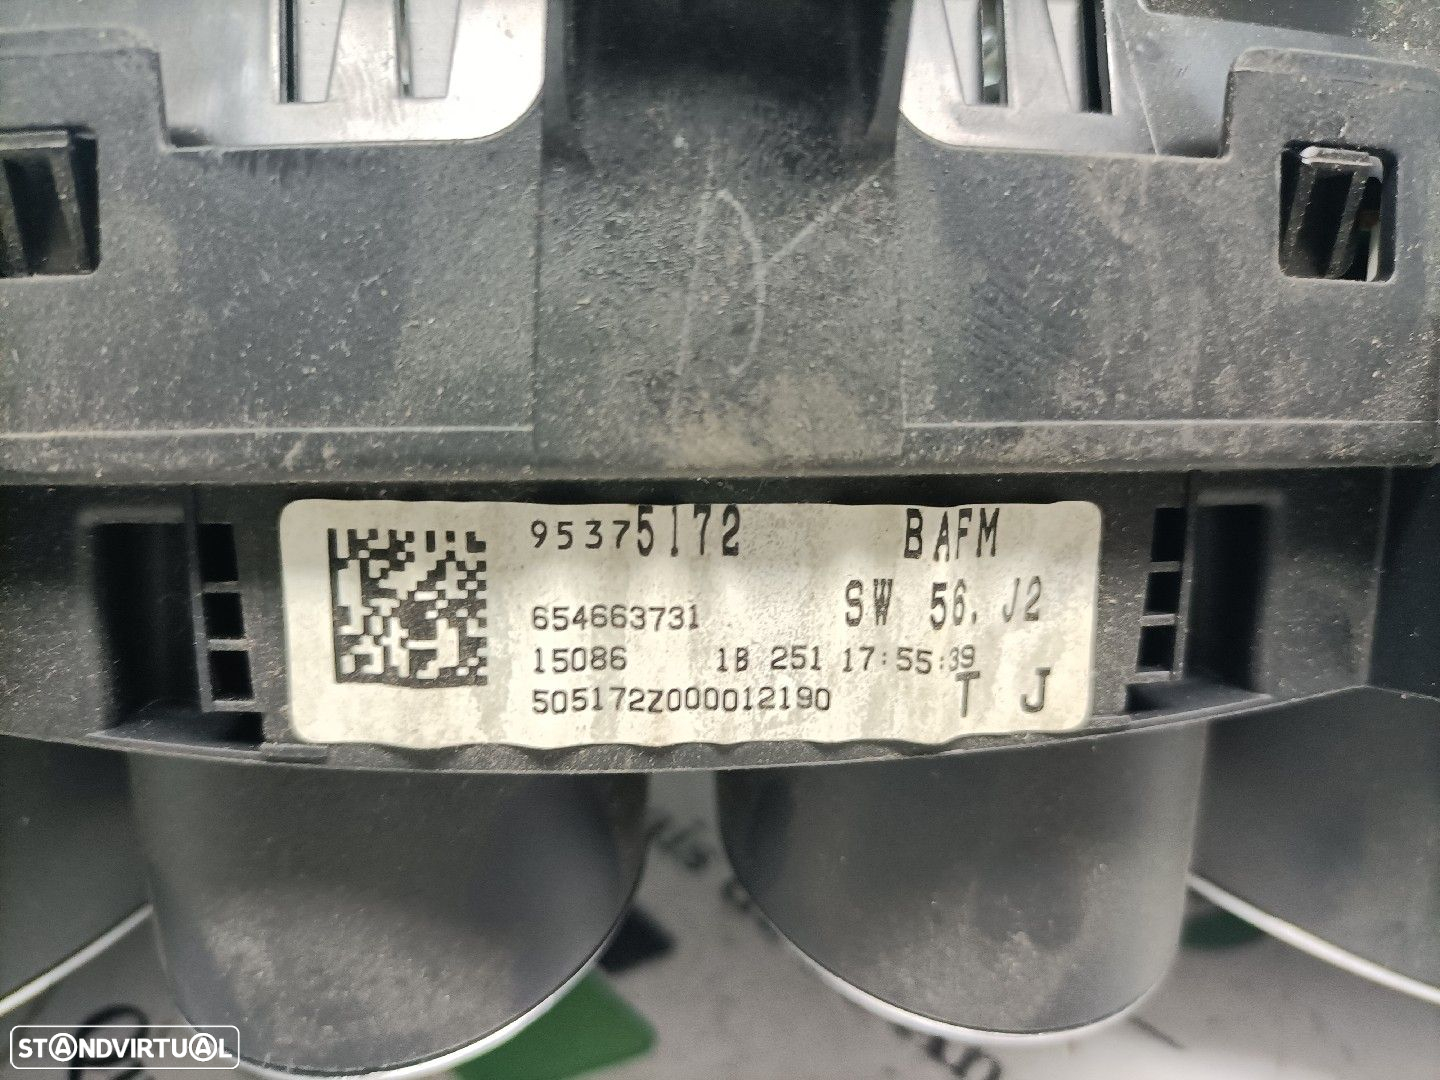 95375172 BAFM
654663731 SW 56. J2
15086 1B 251 17:55:39
505172Z000012190 T J
STANDVIRTUAL